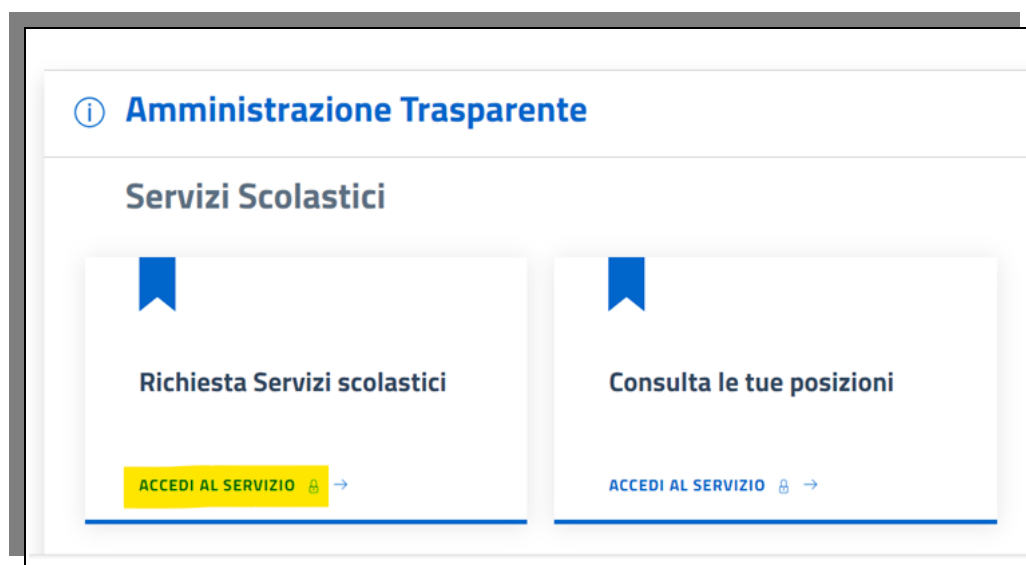 Amministrazione Trasparente
Servizi Scolastici
Richiesta Servizi scolastici
Consulta le tue posizioni
ACCEDI AL SERVIZIO
ACCEDI AL SERVIZIO